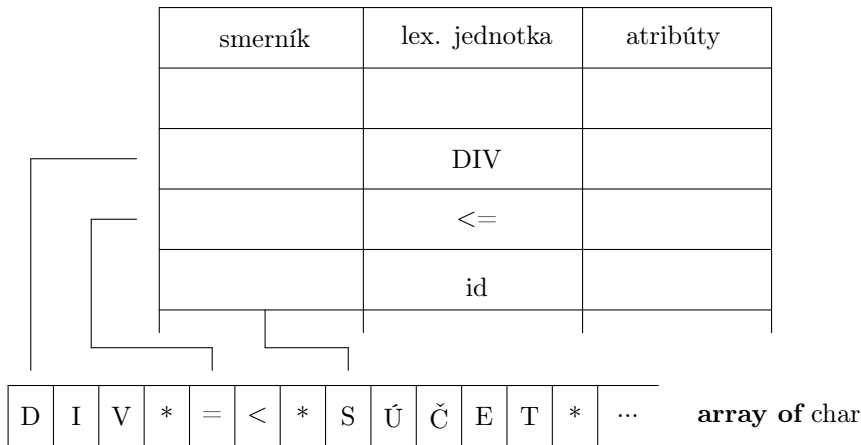 smerník lex. jednotka atribúty
DIV
<=
id
D I V * = < * S Ú Č E T * ... array of char